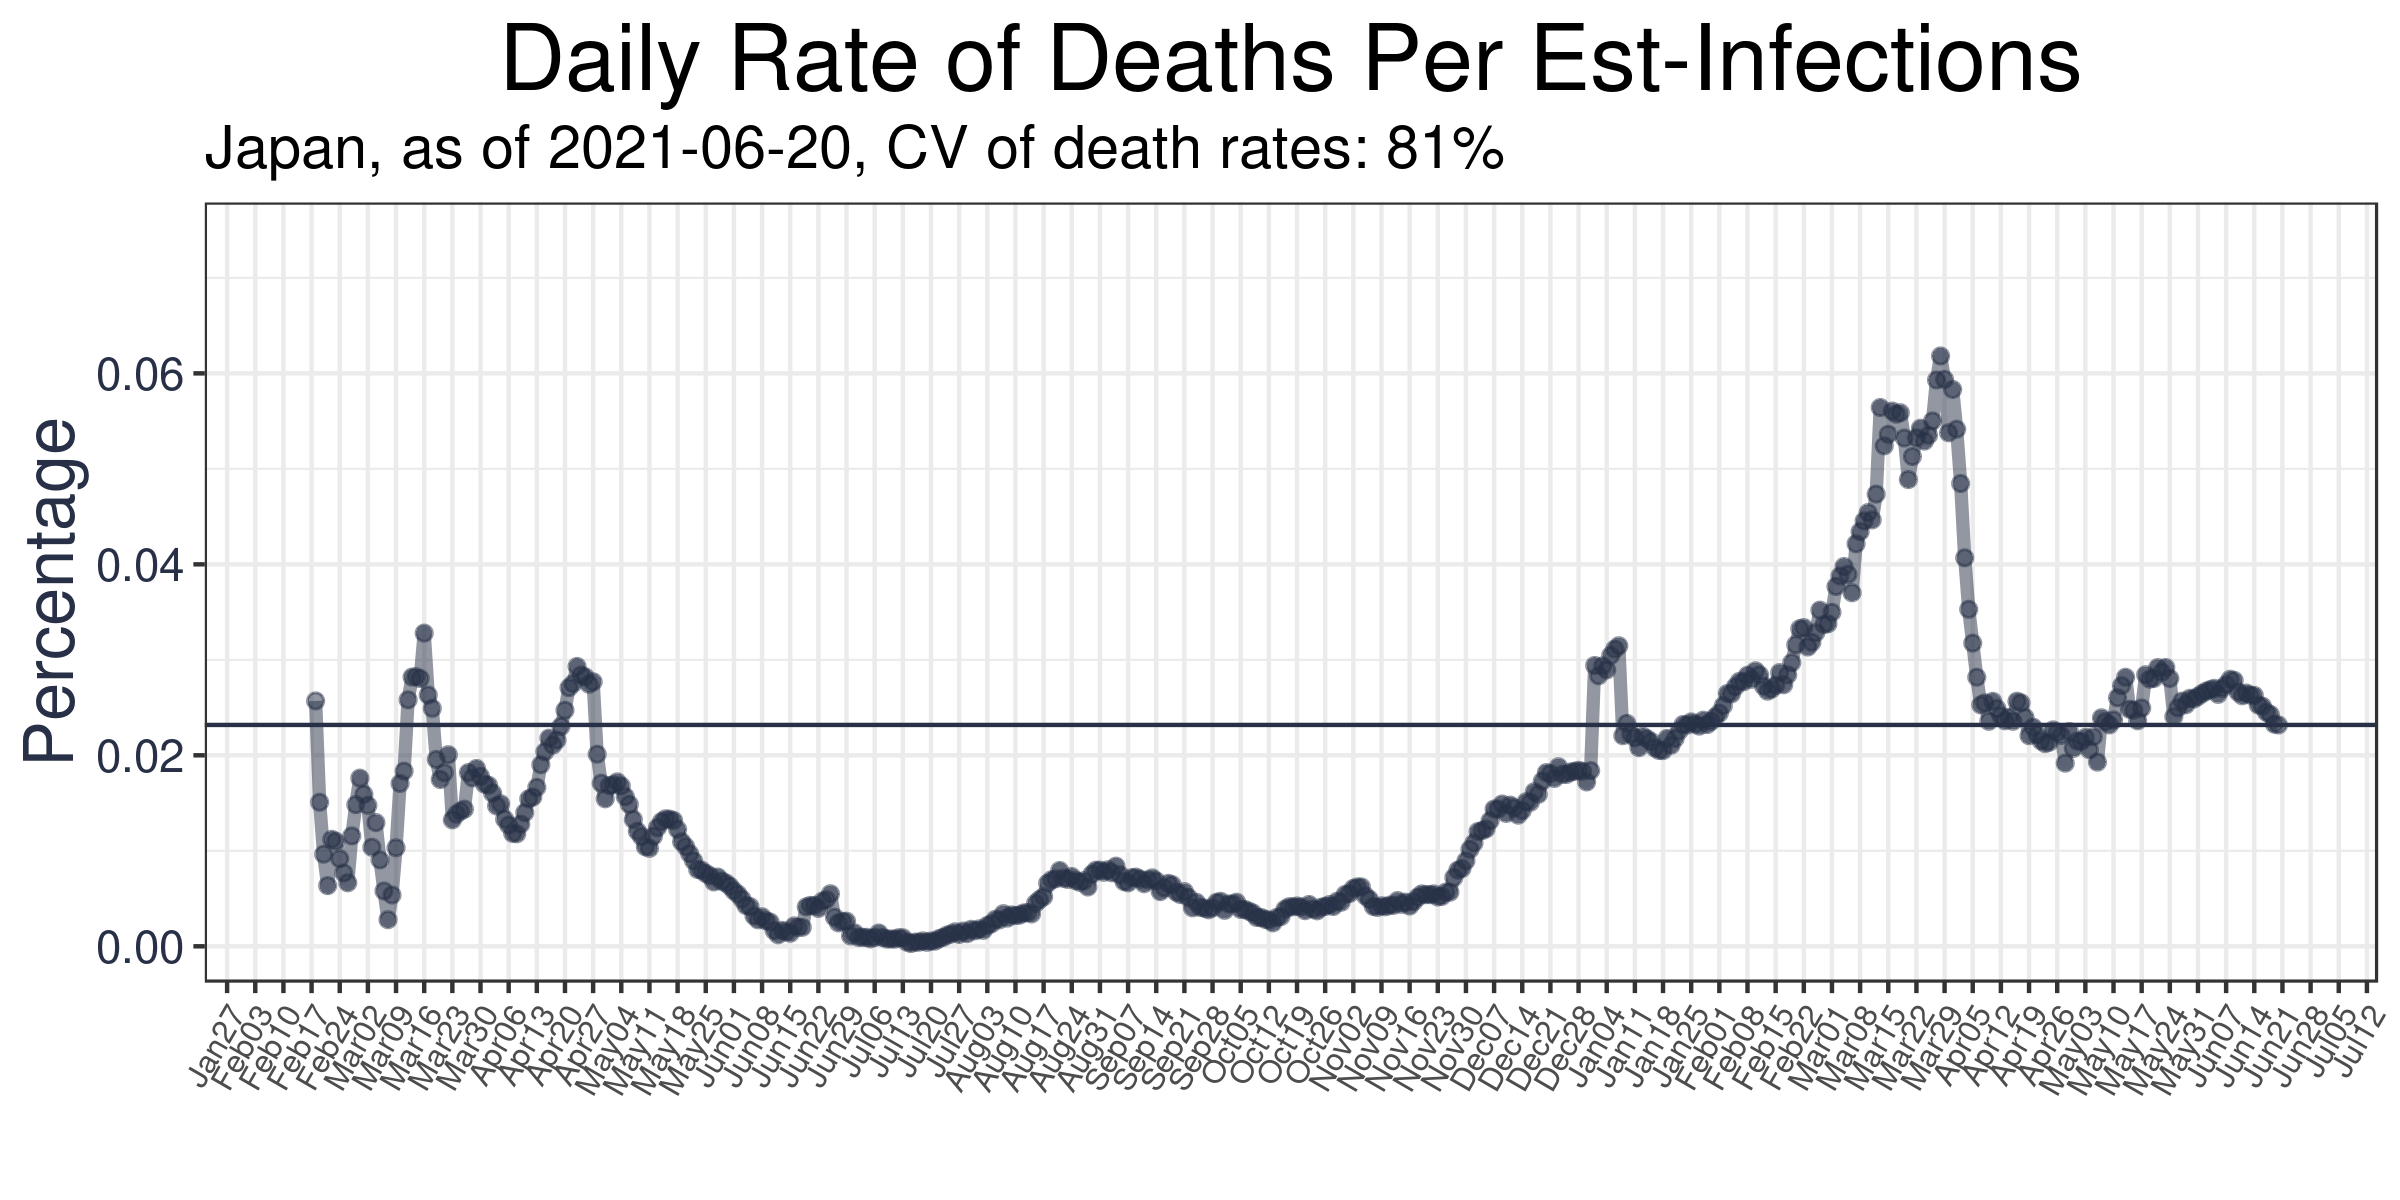 Daily Rate of Deaths Per Est-Infections
Japan, as of 2021-06-20, CV of death rates: 81%
Percentage
0.06
0.04
0.02
0.00
Jan27
Feb03
Feb10
Feb17
Feb24
Mar02
Mar09
Mar16
Mar23
Mar30
Apr06
Apr13
Apr20
Apr27
May04
May11
May18
May25
Jun01
Jun08
Jun15
Jun22
Jun29
Jul06
Jul13
Jul20
Jul27
Aug03
Aug10
Aug17
Aug24
Aug31
Sep07
Sep14
Sep21
Sep28
Oct05
Oct12
Oct19
Oct26
Nov02
Nov09
Nov16
Nov23
Nov30
Dec07
Dec14
Dec21
Dec28
Jan04
Jan11
Jan18
Jan25
Feb01
Feb08
Feb15
Feb22
Mar01
Mar08
Mar15
Mar22
Mar29
Apr05
Apr12
Apr19
Apr26
May03
May10
May17
May24
May31
Jun07
Jun14
Jun21
Jun28
Jul05
Jul12